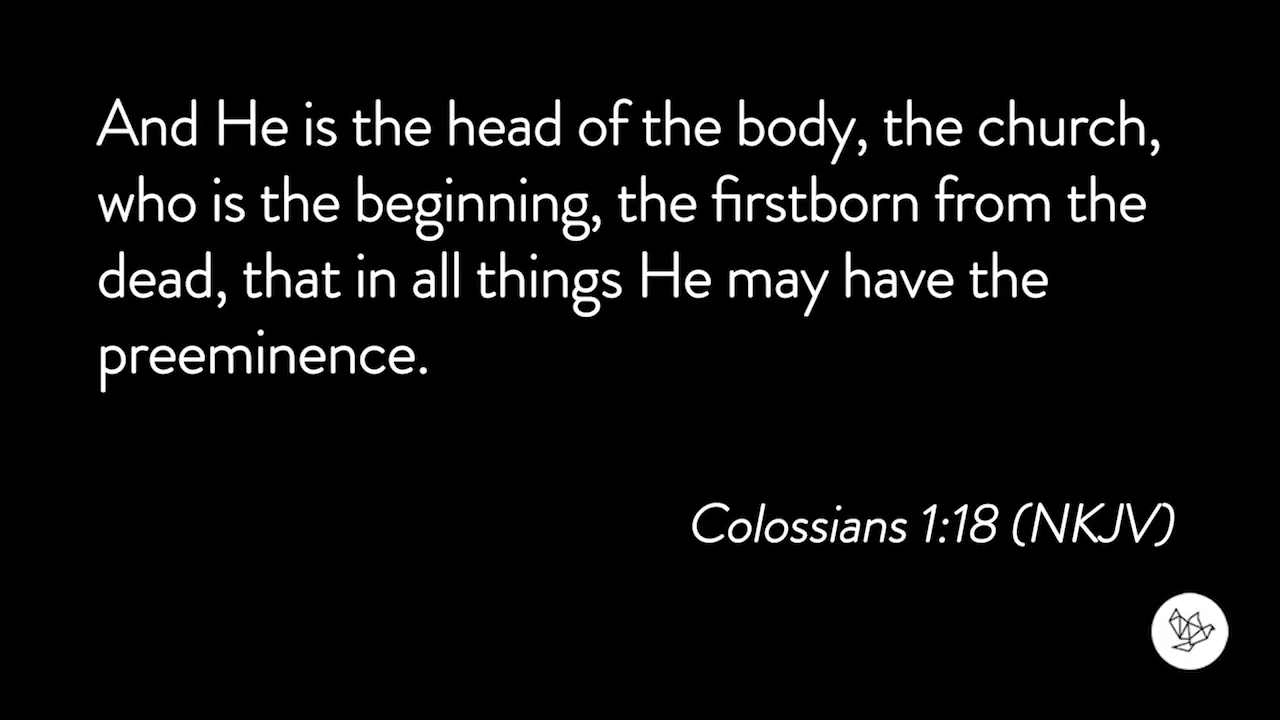 And He is the head of the body, the church,
who is the beginning, the firstborn from the
dead, that in all things He may have the
preeminence.
Colossians 1:18 (NKJV)